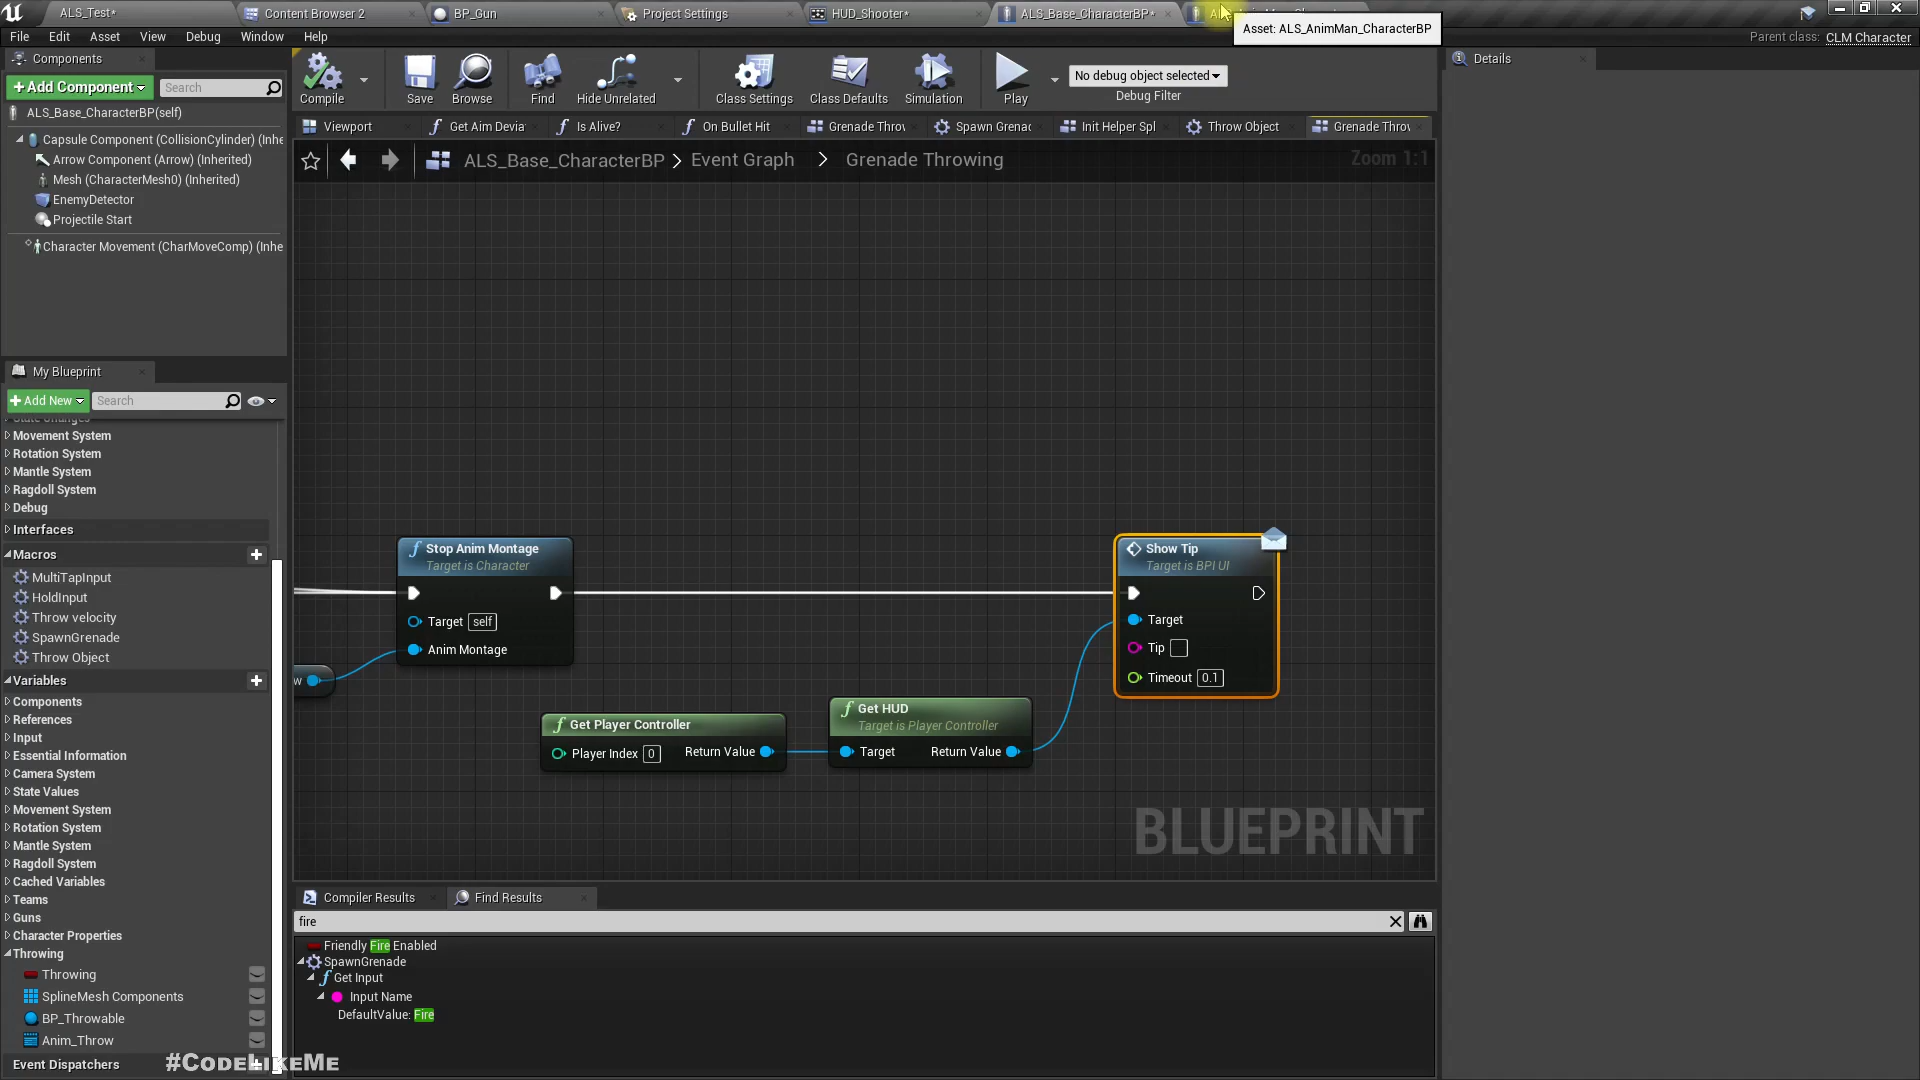 ALS_Test*
Content Browser 2
BP_Gun
Project Settings
HUD_Shooter*
ALS_Base_CharacterBP*
Asset: ALS_AnimMan_CharacterBP
File
Edit
Asset
View
Debug
Window
Help
Parent class:
CLM Character
Components
Add Component
Search
ALS_Base_CharacterBP(self)
Capsule Component (CollisionCylinder) (Inhe
Arrow Component (Arrow) (Inherited)
Mesh (CharacterMesh0) (Inherited)
EnemyDetector
Projectile Start
Character Movement (CharMoveComp) (Inhe
Compile
Save
Browse
Find
Hide Unrelated
Class Settings
Class Defaults
Simulation
Play
No debug object selected
Debug Filter
Details
Viewport
Get Aim Devia
Is Alive?
On Bullet Hit
Grenade Throv
Spawn Grenac
Init Helper Spl
Throw Object
Grenade Throv
ALS_Base_CharacterBP
Event Graph
Grenade Throwing
Zoom 1:1
My Blueprint
Add New
Search
State Changes
Movement System
Rotation System
Mantle System
Ragdoll System
Debug
Interfaces
Macros
MultiTapInput
HoldInput
Throw velocity
SpawnGrenade
Throw Object
Variables
Components
References
Input
Essential Information
Camera System
State Values
Movement System
Rotation System
Mantle System
Ragdoll System
Cached Variables
Teams
Guns
Character Properties
Throwing
Throwing
SplineMesh Components
BP_Throwable
Anim_Throw
Event Dispatchers
Stop Anim Montage
Target is Character
Target self
Anim Montage
w
Get Player Controller
Player Index 0
Return Value
Get HUD
Target is Player Controller
Target
Return Value
Show Tip
Target is BPI UI
Target
Tip
Timeout 0.1
BLUEPRINT
Compiler Results
Find Results
fire
Friendly Fire Enabled
SpawnGrenade
Get Input
Input Name
DefaultValue: Fire
#CodeLikeMe